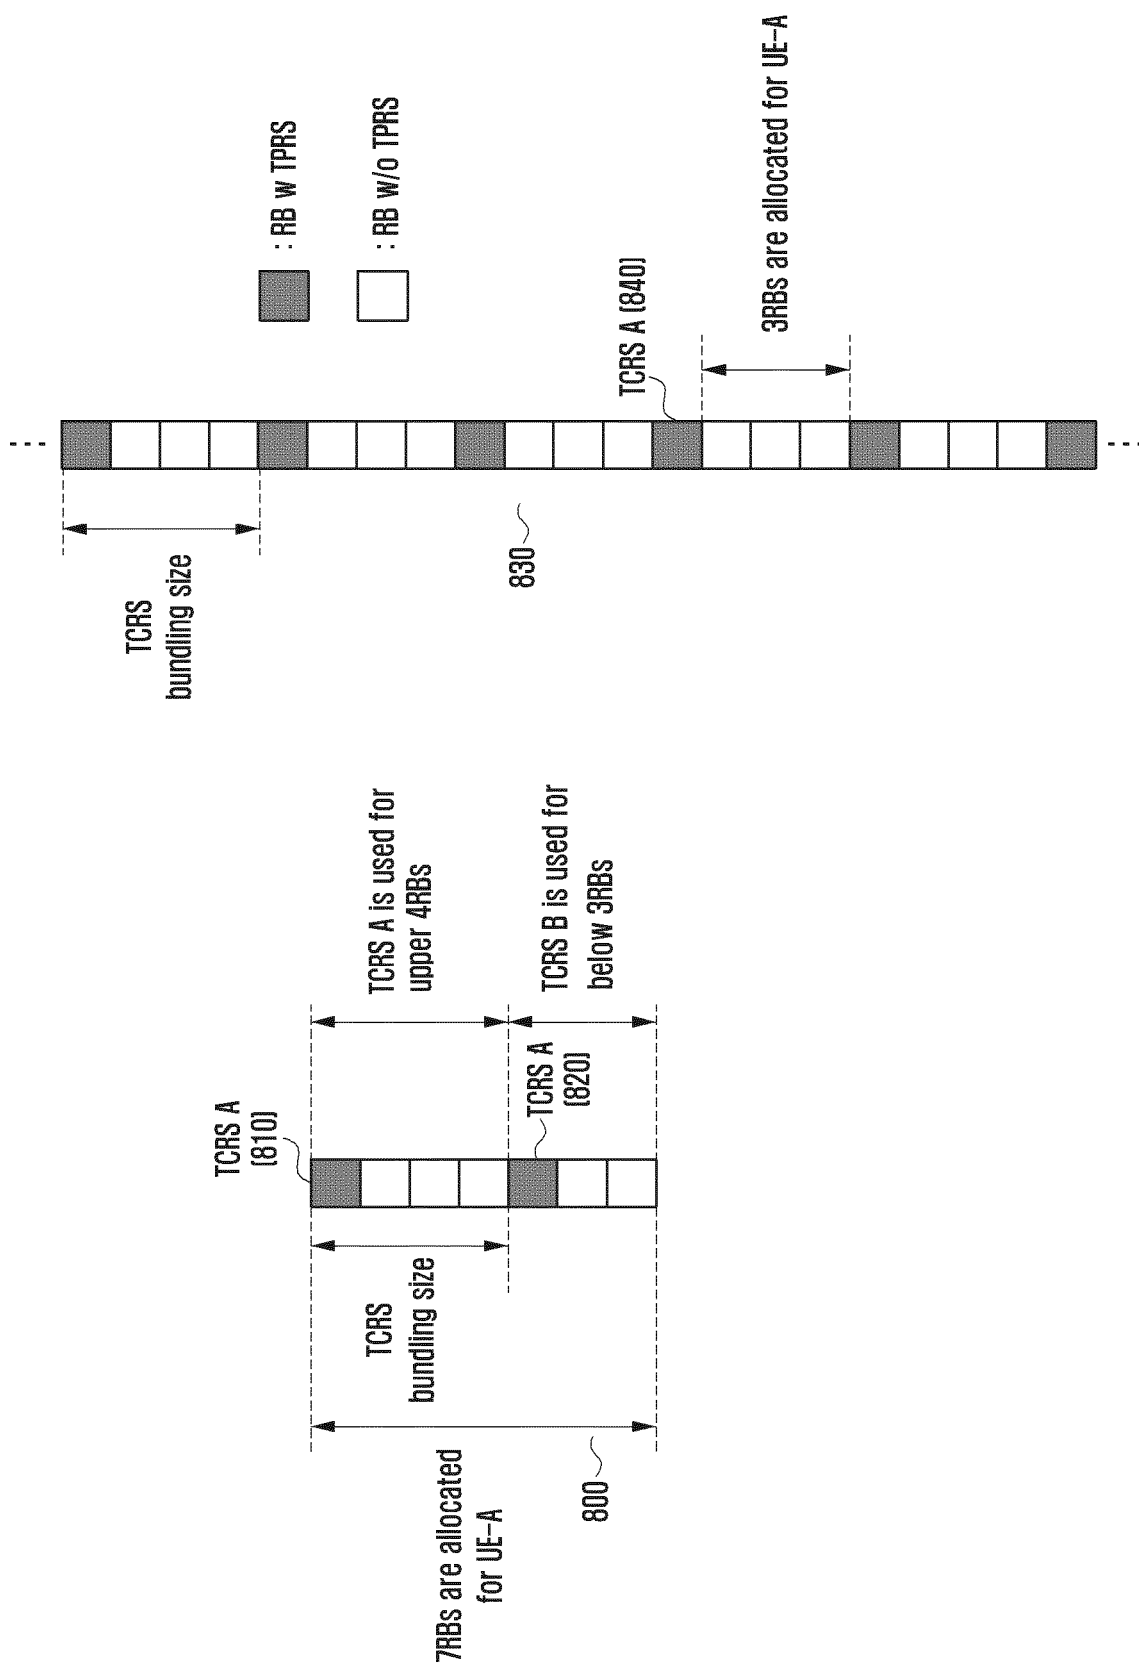 7RBs are allocated
for UE-A
800
TCRS
bundling size
TCRS A
(810)
TCRS A
(820)
TCRS A is used for
upper 4RBs
TCRS B is used for
below 3RBs
TCRS
bundling size
830
TCRS A (840)
: RB w TPRS
: RB w/o TPRS
3RBs are allocated for UE-A